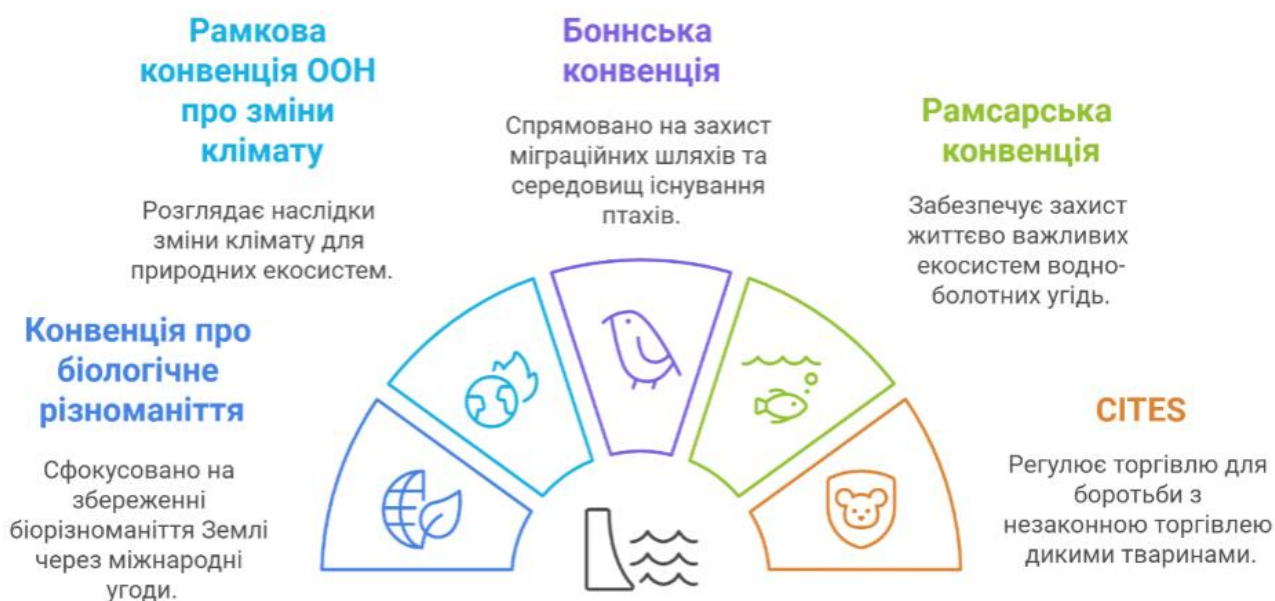 Рамкова
конвенція ООН
про зміни
клімату
Розглядає наслідки
зміни клімату для
природних екосистем.
Боннська
конвенція
Спрямовано на захист
міграційних шляхів та
середовищ існування
птахів.
Рамсарська
конвенція
Забезпечує захист
життєво важливих
екосистем водно-
болотних угідь.
Конвенція про
біологічне
різноманіття
Сфокусовано на
збереженні
біорізноманіття Землі
через міжнародні
угоди.
CITES
Регулює торгівлю для
боротьби з
незаконною торгівлею
дикими тваринами.